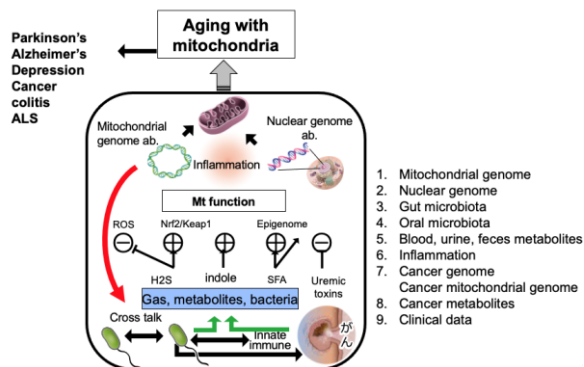 Aging with
mitochondria
Parkinson's
Alzheimer's
Depression
Cancer
colitis
ALS
Mitochondrial
genome ab.
Nuclear genome
ab.
Inflammation
Mt function
ROS
Nrf2/Keap1
Epigenome
H2S
indole
SFA
Uremic
toxins
Gas, metabolites, bacteria
Cross talk
Innate
immune
がん
1. Mitochondrial genome
2. Nuclear genome
3. Gut microbiota
4. Oral microbiota
5. Blood, urine, feces metabolites
6. Inflammation
7. Cancer genome
Cancer mitochondrial genome
8. Cancer metabolites
9. Clinical data